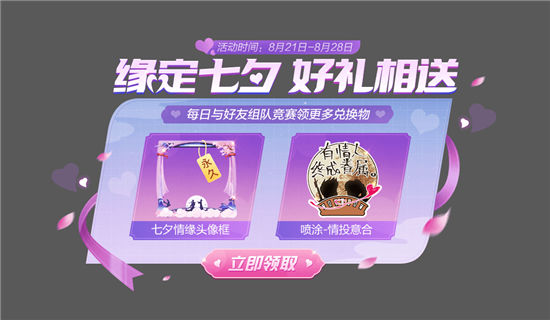 活动时间：8月21日-8月28日
缘定七夕 好礼相送
每日与好友组队竞赛领更多兑换物
永久
有情人
终成眷属
七夕情缘头像框
喷涂-情投意合
立即领取